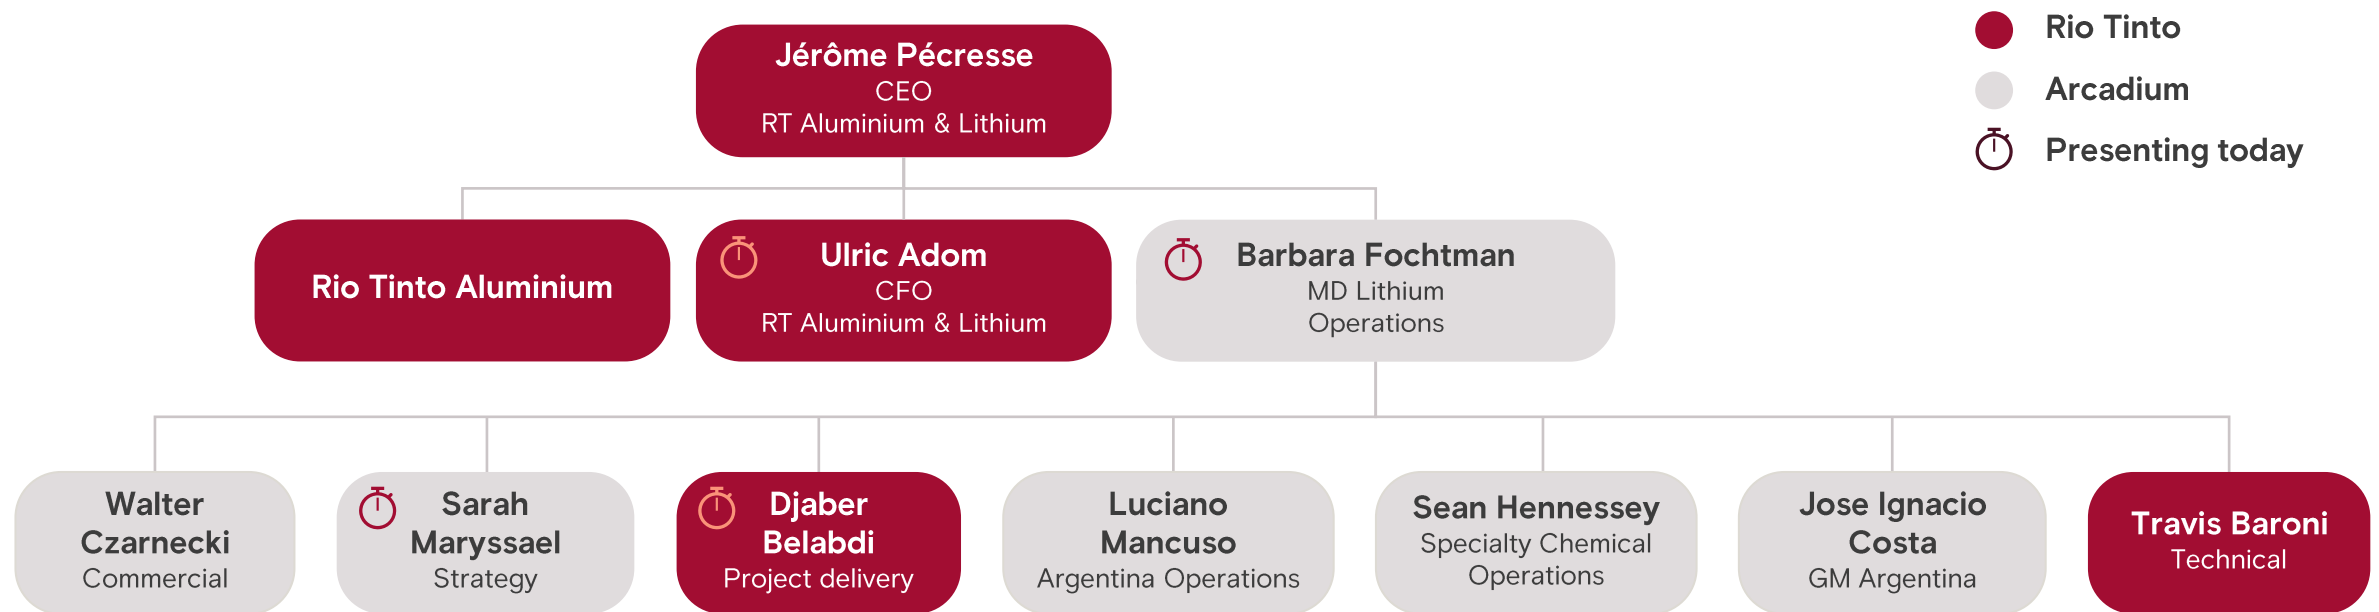 Jérôme Pécresse
CEO
RT Aluminium & Lithium
Rio Tinto
Arcadium
Presenting today
Rio Tinto Aluminium
Ulric Adom
CFO
RT Aluminium & Lithium
Barbara Fochtman
MD Lithium
Operations
Walter
Czarnecki
Commercial
Sarah
Maryssael
Strategy
Djaber
Belabdi
Project delivery
Luciano
Mancuso
Argentina Operations
Sean Hennessey
Specialty Chemical
Operations
Jose Ignacio
Costa
GM Argentina
Travis Baroni
Technical